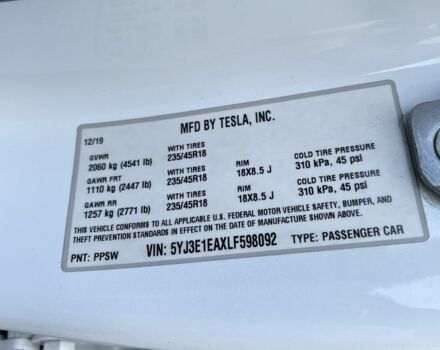 MFD BY TESLA, INC.
12/19
GVWR WITH TIRES
2060 kg (4541 lb) 235/45R18
GAWR FRT WITH TIRES RIM COLD TIRE PRESSURE
1110 kg (2447 lb) 235/45R18 18X8.5 J 310 kPa, 45 psi
GAWR RR WITH TIRES RIM COLD TIRE PRESSURE
1257 kg (2771 lb) 235/45R18 18X8.5 J 310 kPa, 45 psi
THIS VEHICLE CONFORMS TO ALL APPLICABLE U.S. FEDERAL MOTOR VEHICLE SAFETY, BUMPER, AND
THEFT PREVENTION STANDARDS IN EFFECT ON THE DATE OF MANUFACTURE SHOWN ABOVE.
PNT: PPSW VIN: 5YJ3E1EAXLF598092 TYPE: PASSENGER CAR